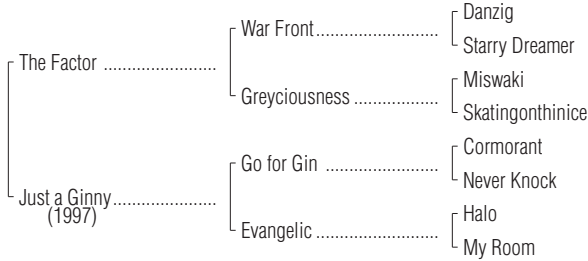 Danzig
War Front
Starry Dreamer
The Factor
Miswaki
Greyciousness
Skatingonthinice
Cormorant
Go for Gin
Never Knock
Just a Ginny
(1997)
Halo
Evangelic
My Room